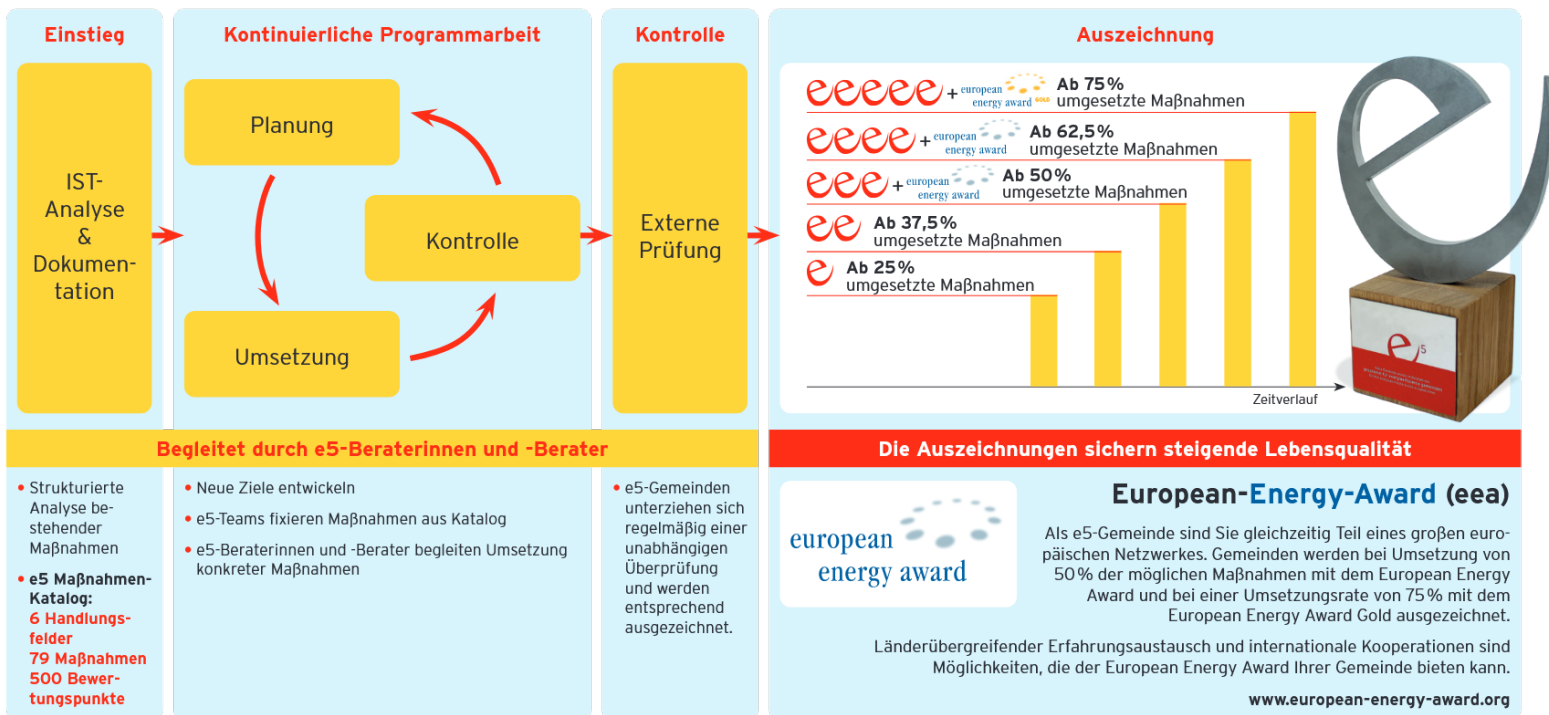 Einstieg
IST-
Analyse
&
Dokumen-
tation
Kontinuierliche Programmarbeit
Planung
Kontrolle
Umsetzung
Kontrolle
Externe
Prüfung
Auszeichnung
eeeee + european energy award GOLD
Ab 75 %
umgesetzte Maßnahmen
eeee + european energy award
Ab 62,5 %
umgesetzte Maßnahmen
eee + european energy award
Ab 50 %
umgesetzte Maßnahmen
ee Ab 37,5 %
umgesetzte Maßnahmen
e Ab 25 %
umgesetzte Maßnahmen
Zeitverlauf
e5
Begleitet durch e5-Beraterinnen und -Berater
• Strukturierte
Analyse be-
stehender
Maßnahmen
• e5 Maßnahmen-
Katalog:
6 Handlungs-
felder
79 Maßnahmen
500 Bewer-
tungspunkte
• Neue Ziele entwickeln
• e5-Teams fixieren Maßnahmen aus Katalog
• e5-Beraterinnen und -Berater begleiten Umsetzung
konkreter Maßnahmen
• e5-Gemeinden
unterziehen sich
regelmäßig einer
unabhängigen
Überprüfung
und werden
entsprechend
ausgezeichnet.
Die Auszeichnungen sichern steigende Lebensqualität
european
energy award
European-Energy-Award (eea)
Als e5-Gemeinde sind Sie gleichzeitig Teil eines großen euro-
päischen Netzwerkes. Gemeinden werden bei Umsetzung von
50 % der möglichen Maßnahmen mit dem European Energy
Award und bei einer Umsetzungsrate von 75 % mit dem
European Energy Award Gold ausgezeichnet.
Länderübergreifender Erfahrungsaustausch und internationale Kooperationen sind
Möglichkeiten, die der European Energy Award Ihrer Gemeinde bieten kann.
www.european-energy-award.org